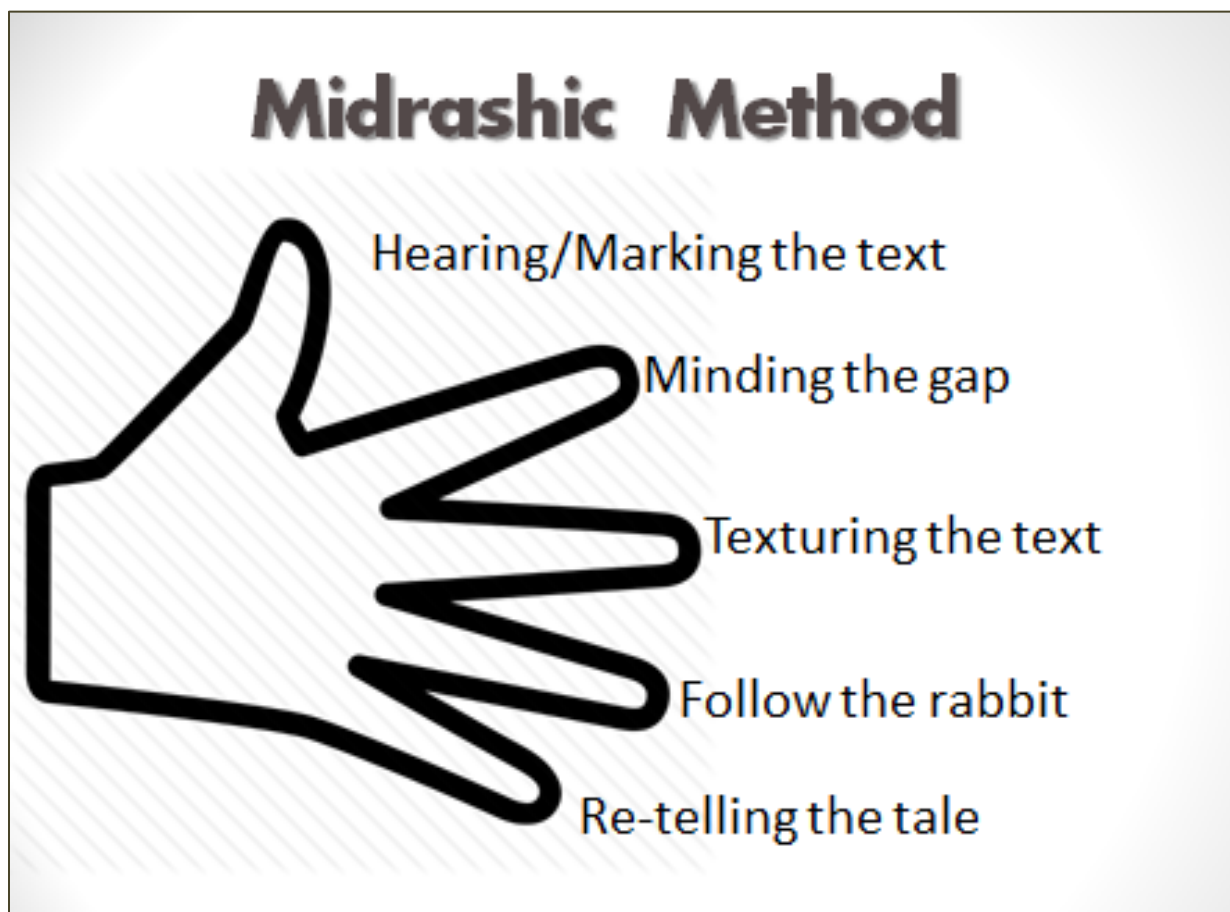 Midrashic Method
Hearing/Marking the text
Minding the gap
Texturing the text
Follow the rabbit
Re-telling the tale